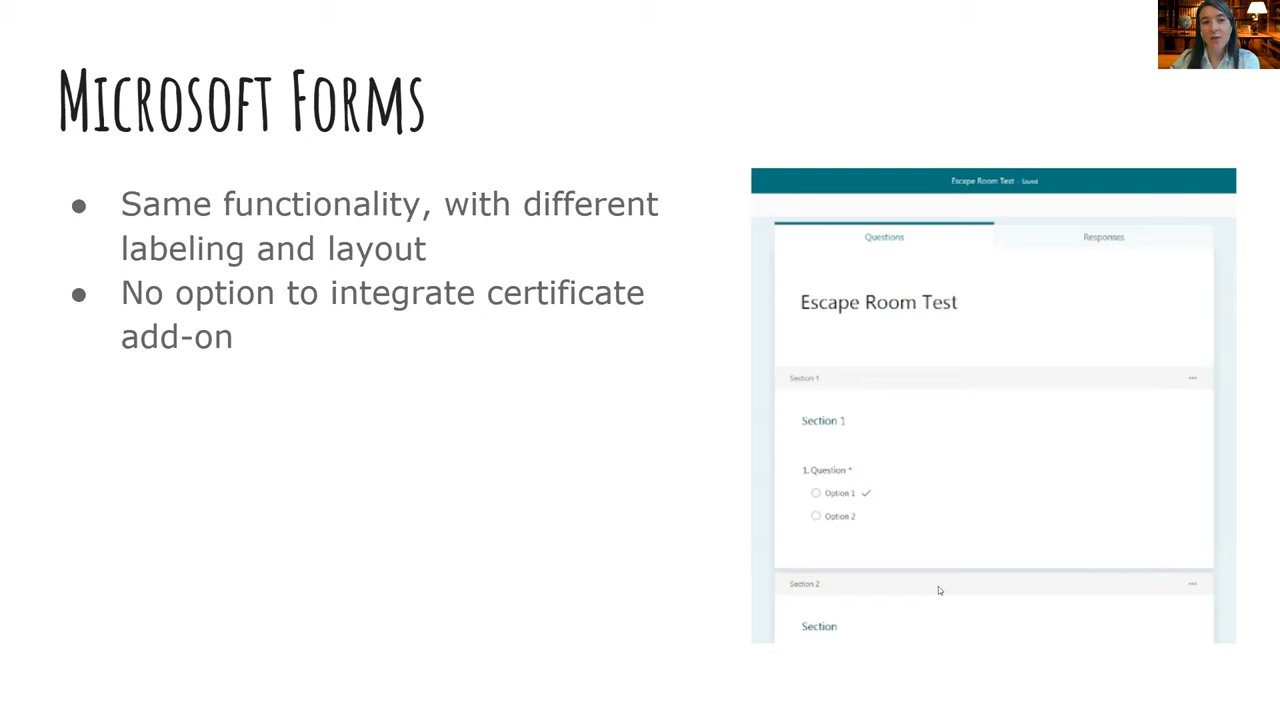 Microsoft Forms
● Same functionality, with different
labeling and layout
● No option to integrate certificate
add-on
Escape Room Test - Saved
Questions
Responses
Escape Room Test
Section 1
Section 1
1. Question *
Option 1
Option 2
Section 2
Section